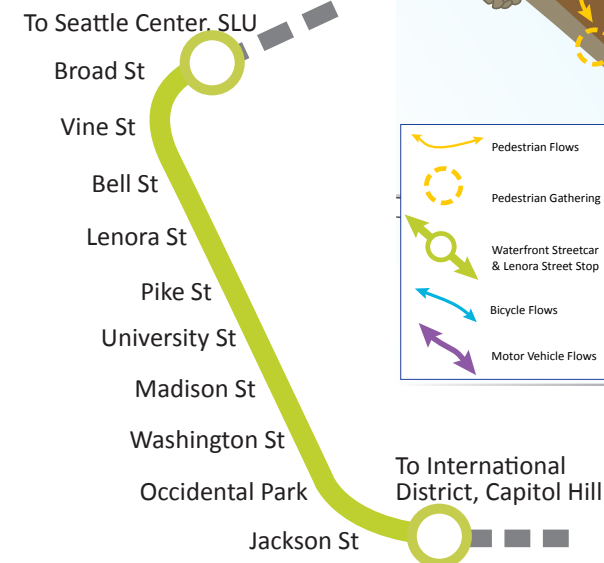 To Seattle Center, SLU
Broad St
Vine St
Bell St
Lenora St
Pike St
University St
Madison St
Washington St
Occidental Park
Jackson St
To International
District, Capitol Hill
Pedestrian Flows
Pedestrian Gathering
Waterfront Streetcar
& Lenora Street Stop
Bicycle Flows
Motor Vehicle Flows